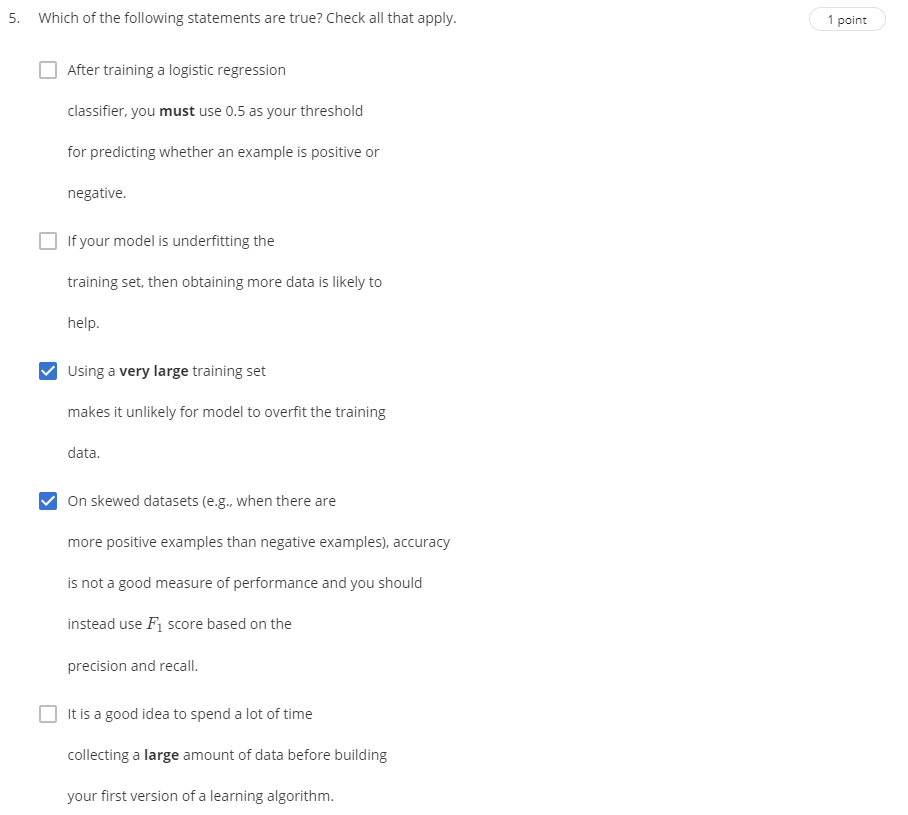 5. Which of the following statements are true? Check all that apply. 1 point
After training a logistic regression
classifier, you must use 0.5 as your threshold
for predicting whether an example is positive or
negative.
If your model is underfitting the
training set, then obtaining more data is likely to
help.
Using a very large training set
makes it unlikely for model to overfit the training
data.
On skewed datasets (e.g., when there are
more positive examples than negative examples), accuracy
is not a good measure of performance and you should
instead use F₁ score based on the
precision and recall.
It is a good idea to spend a lot of time
collecting a large amount of data before building
your first version of a learning algorithm.